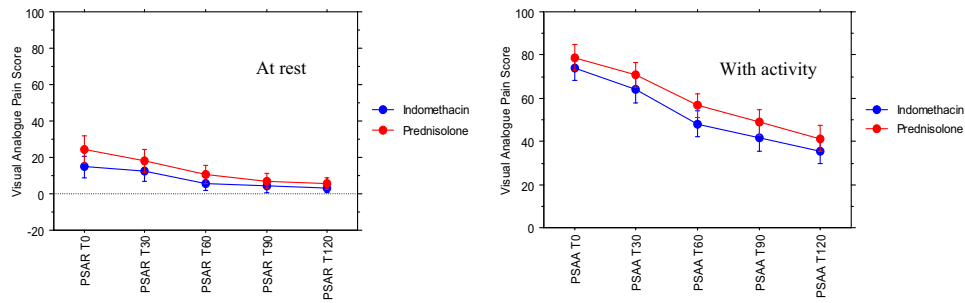 100
80
60
40
20
0
-20
Visual Analogue Pain Score
At rest
PSAR T0
PSAR T30
PSAR T60
PSAR T90
PSAR T120
Indomethacin
Prednisolone
100
80
60
40
20
0
Visual Analogue Pain Score
With activity
PSAA T0
PSAA T30
PSAA T60
PSAA T90
PSAA T120
Indomethacin
Prednisolone